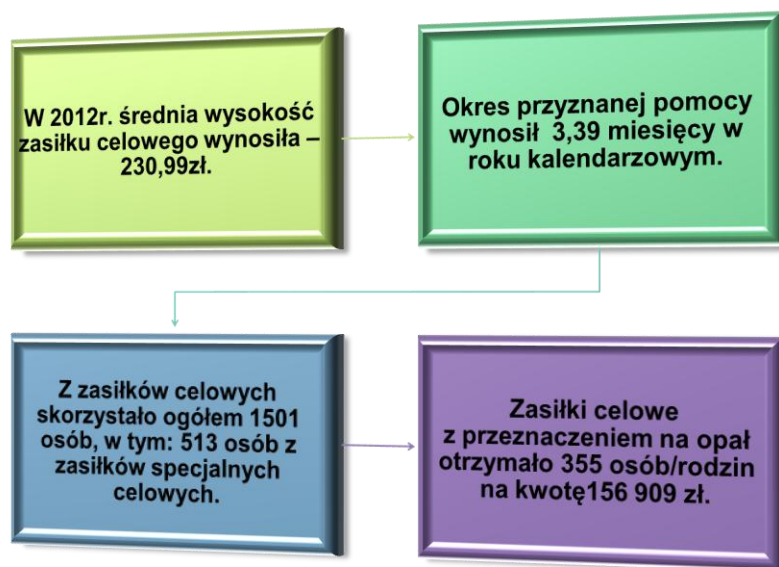 W 2012r. średnia wysokość
zasiłku celowego wynosiła –
230,99zł.
Okres przyznanej pomocy
wynosił 3,39 miesięcy w
roku kalendarzowym.
Z zasiłków celowych
skorzystało ogółem 1501
osób, w tym: 513 osób z
zasiłków specjalnych
celowych.
Zasiłki celowe
z przeznaczeniem na opał
otrzymało 355 osób/rodzin
na kwotę156 909 zł.